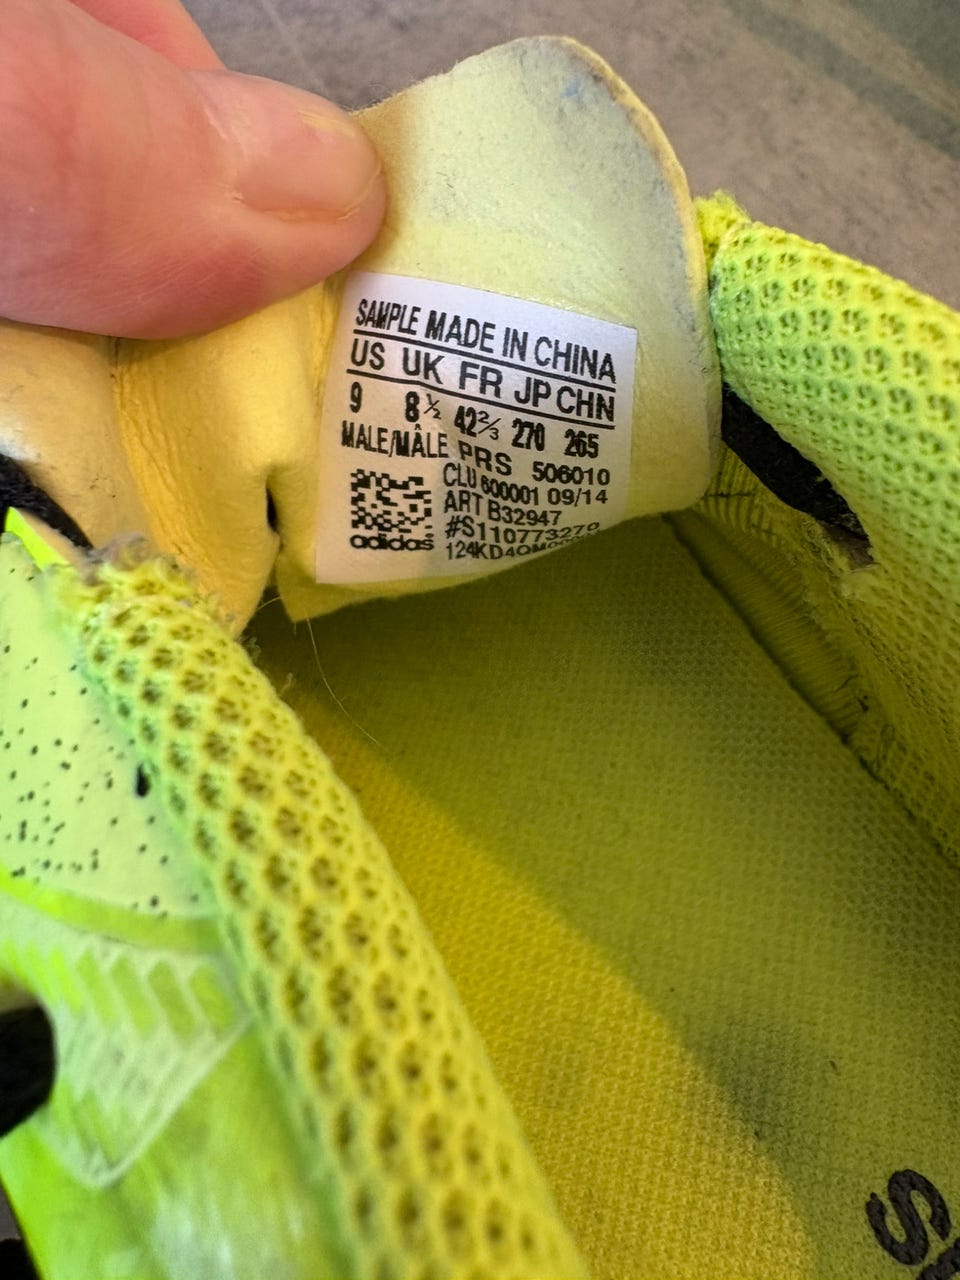 SAMPLE MADE IN CHINA
US UK FR JP CHN
9 8½ 42⅔ 270 265
MALE/MÂLE PRS 506010
CLU 600001 09/14
ART B32947
#S110773270
adidas